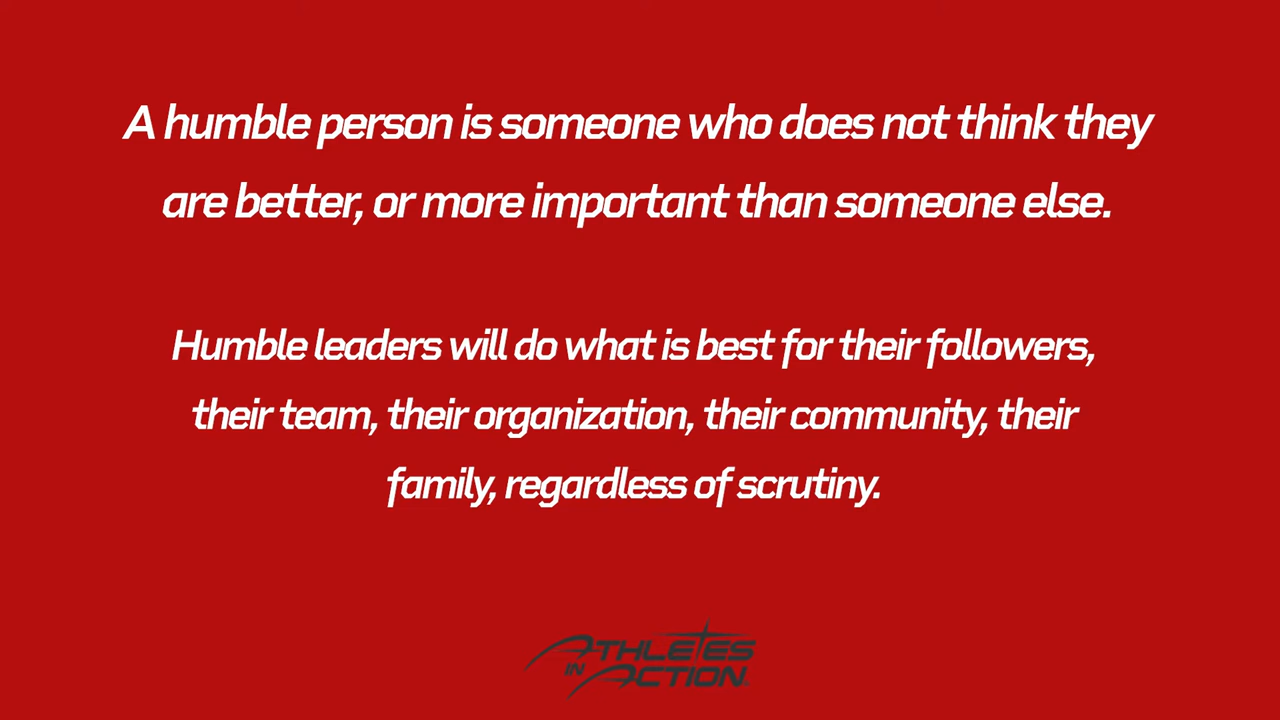 A humble person is someone who does not think they
are better, or more important than someone else.
Humble leaders will do what is best for their followers,
their team, their organization, their community, their
family, regardless of scrutiny.
ATHLETES
IN ACTION